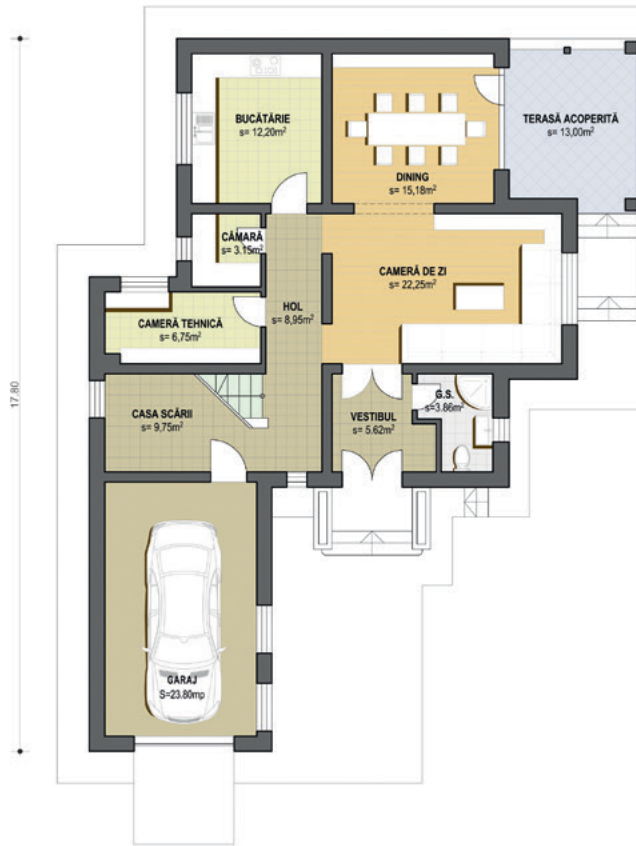 BUCĂTĂRIE
s= 12,20m²
DINING
s= 15,18m²
TERASĂ ACOPERITĂ
s= 13,00m²
CĂMARĂ
s= 3.15m²
CAMERĂ DE ZI
s= 22,25m²
HOL
s= 8,95m²
CAMERĂ TEHNICĂ
s= 6,75m²
17.80
CASA SCĂRII
s= 9,75m²
VESTIBUL
s= 5.62m²
G.S.
s=3.86m²
GARAJ
S=23.80mp